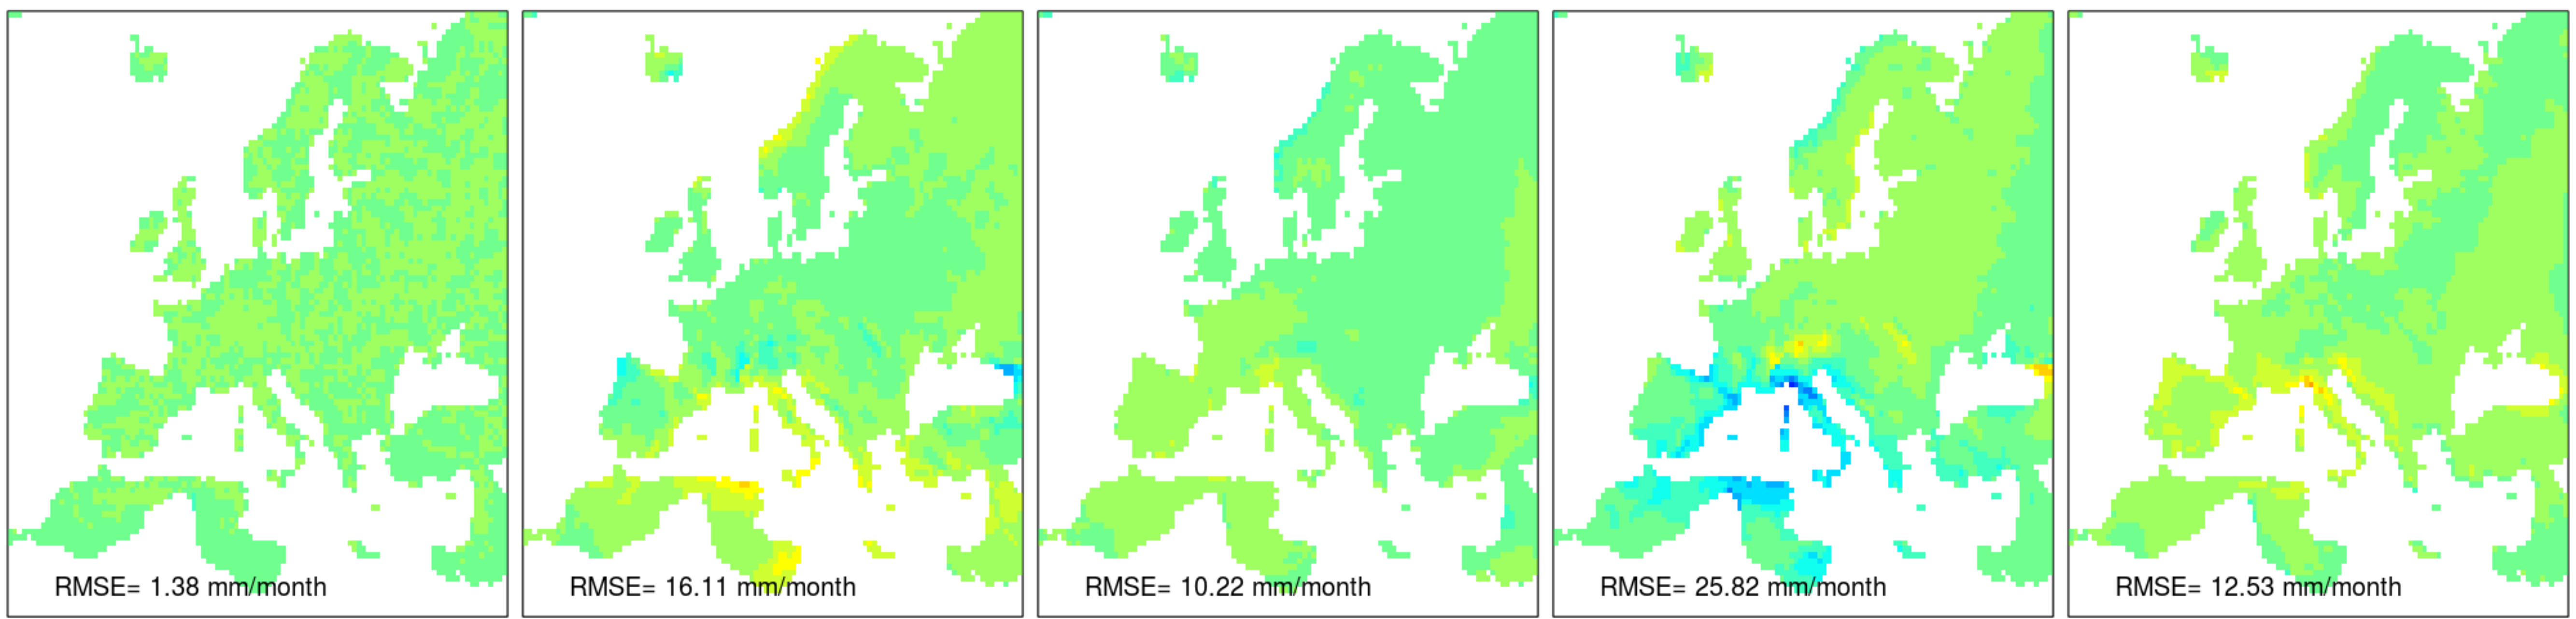 RMSE= 1.38 mm/month
RMSE= 16.11 mm/month
RMSE= 10.22 mm/month
RMSE= 25.82 mm/month
RMSE= 12.53 mm/month